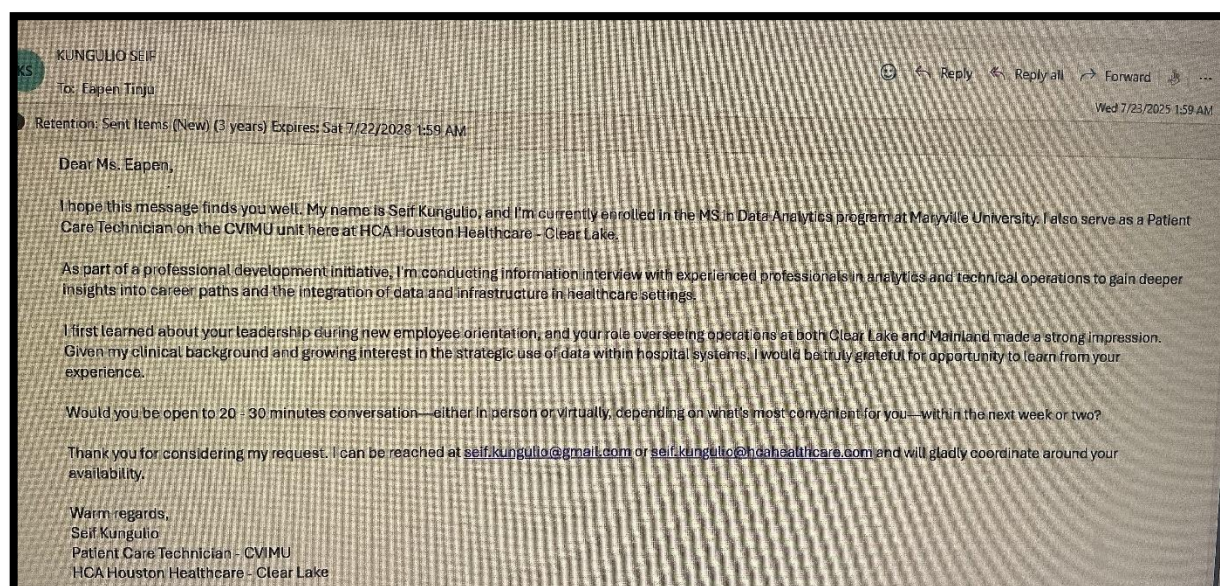 KUNGULIO SEIF
KS
To: Eapen Tinju
Reply
Reply all
Forward
Wed 7/23/2025 1:59 AM
Retention: Sent Items (New) (3 years) Expires: Sat 7/22/2028 1:59 AM
Dear Ms. Eapen,
I hope this message finds you well. My name is Seif Kungulio, and I'm currently enrolled in the MS in Data Analytics program at Maryville University. I also serve as a Patient
Care Technician on the CVIMU unit here at HCA Houston Healthcare - Clear Lake.
As part of a professional development initiative, I'm conducting information interview with experienced professionals in analytics and technical operations to gain deeper
insights into career paths and the integration of data and infrastructure in healthcare settings.
I first learned about your leadership during new employee orientation, and your role overseeing operations at both Clear Lake and Mainland made a strong impression.
Given my clinical background and growing interest in the strategic use of data within hospital systems, I would be truly grateful for opportunity to learn from your
experience.
Would you be open to 20 - 30 minutes conversation—either in person or virtually, depending on what's most convenient for you—within the next week or two?
Thank you for considering my request. I can be reached at seif.kungulio@gmail.com or seif.kungulio@hcahealthcare.com and will gladly coordinate around your
availability.
Warm regards,
Seif Kungulio
Patient Care Technician - CVIMU
HCA Houston Healthcare - Clear Lake